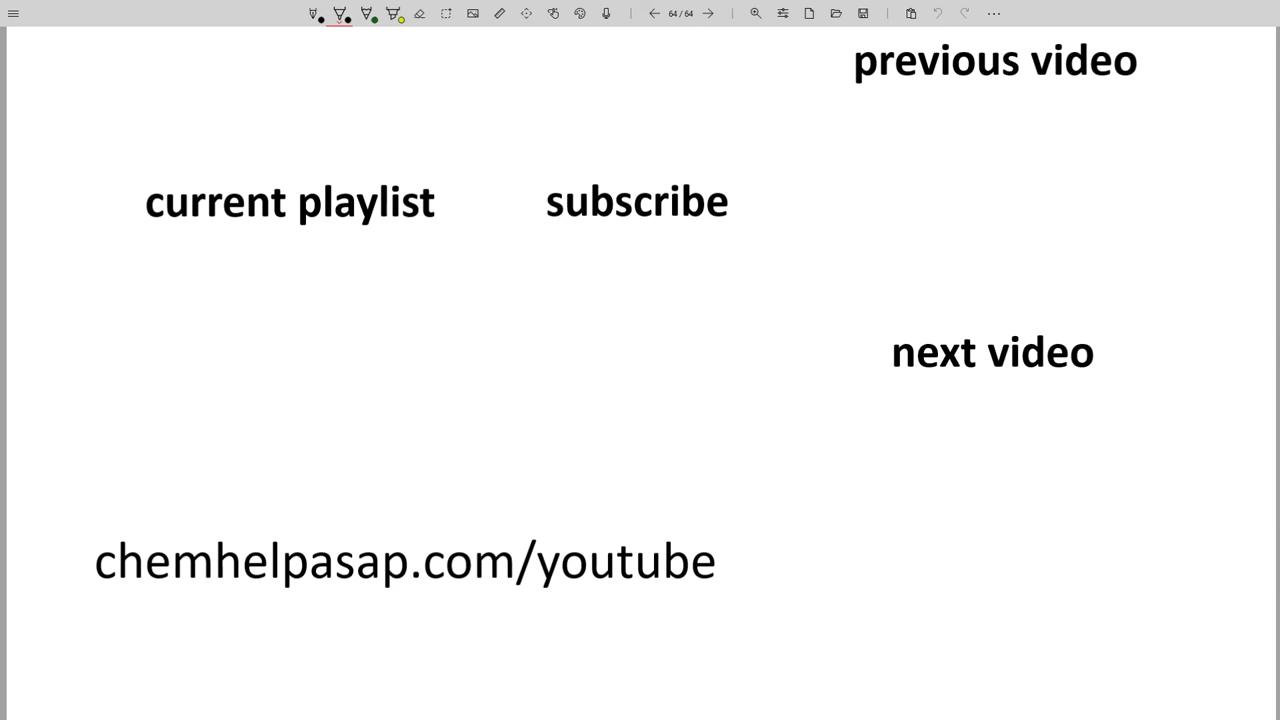 64 / 64
previous video
current playlist
subscribe
next video
chemhelpasap.com/youtube